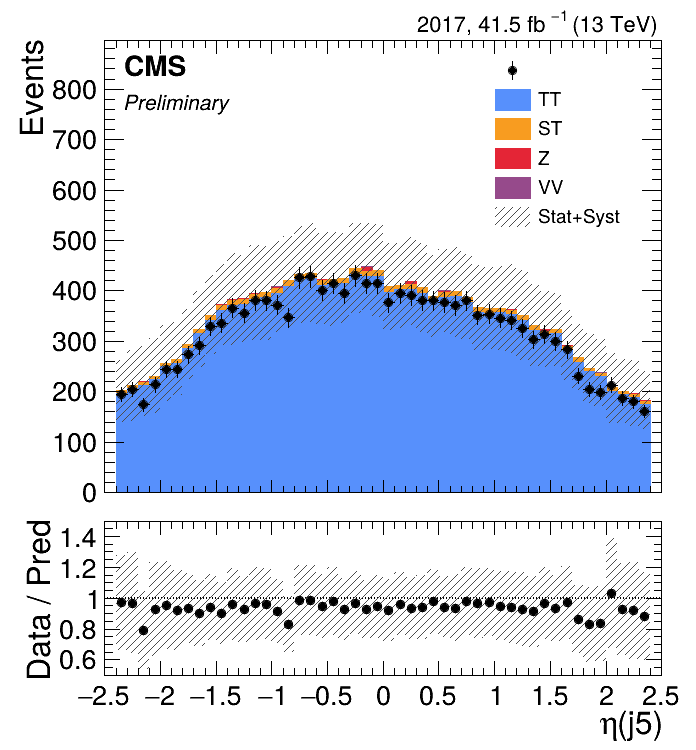 2017, 41.5 fb⁻¹ (13 TeV)
CMS
Preliminary
TT
ST
Z
VV
Stat+Syst
Events
800
700
600
500
400
300
200
100
0
Data / Pred
1.4
1.2
1
0.8
0.6
−2.5 −2 −1.5 −1 −0.5 0 0.5 1 1.5 2 2.5
η(j5)